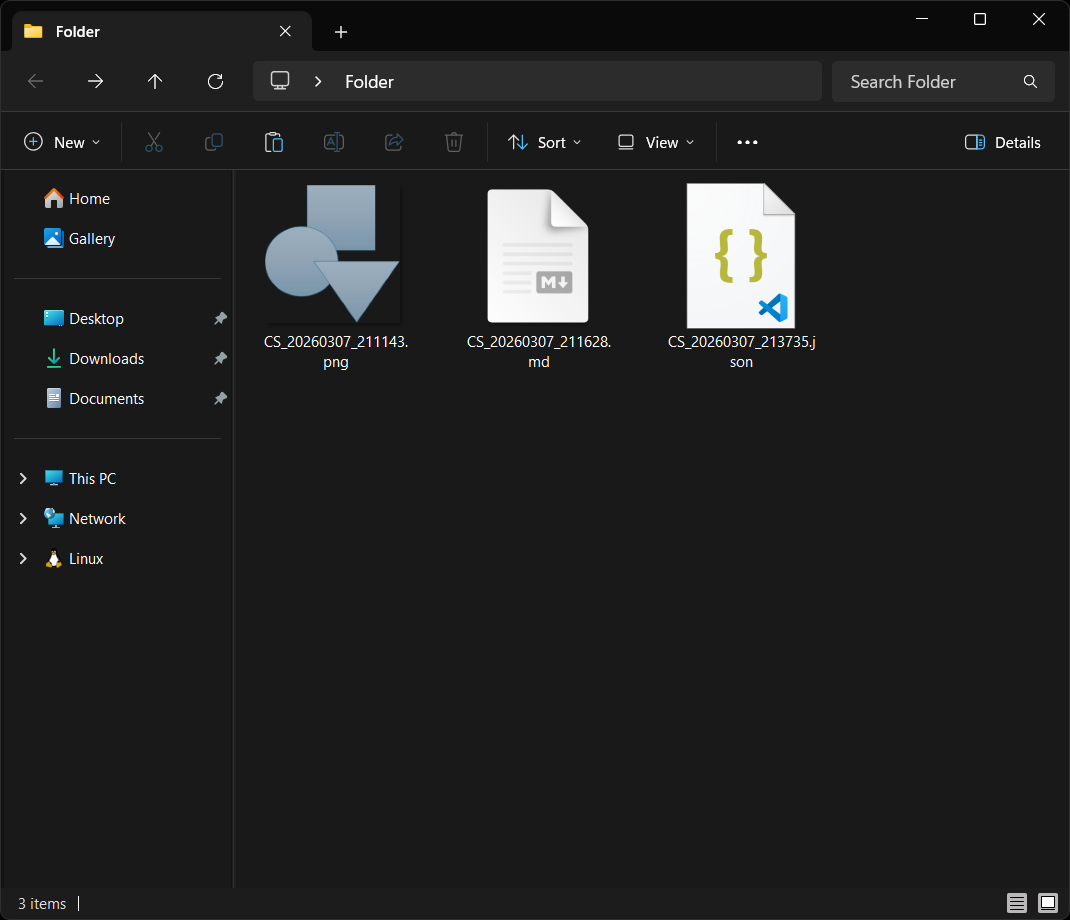 Folder
Folder
Search Folder
New
Sort
View
Details
Home
Gallery
Desktop
Downloads
Documents
This PC
Network
Linux
M
CS_20260307_211143.
png
CS_20260307_211628.
md
CS_20260307_213735.j
son
3 items